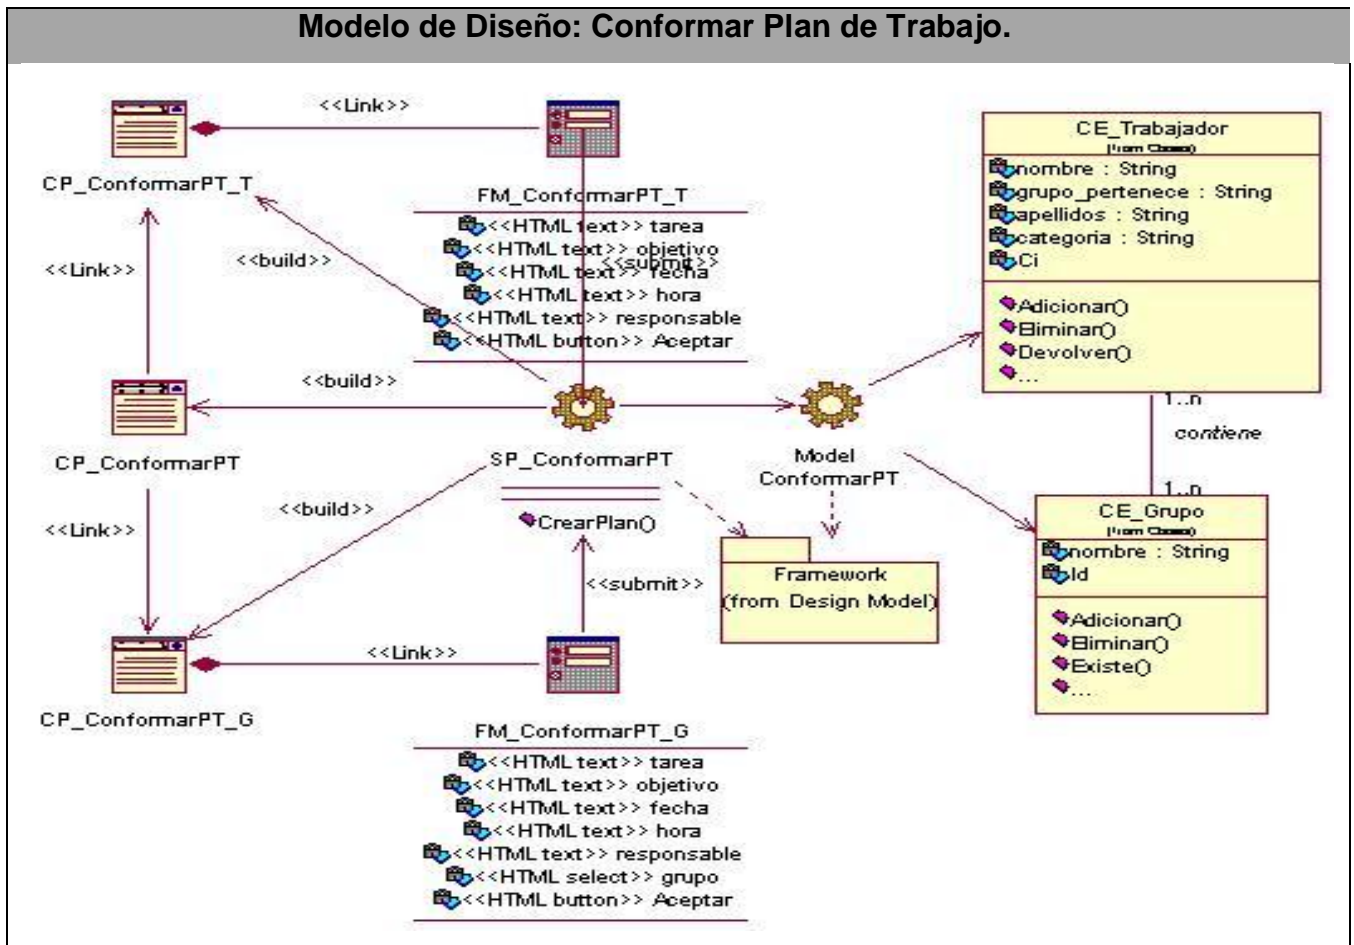 Modelo de Diseño: Conformar Plan de Trabajo.
<<Link>>
CP_ConformarPT_T
FM_ConformarPT_T
<<HTML text>> tarea
<<HTML text>> objetivo
<<HTML text>> fecha
<<submit>>
<<HTML text>> hora
<<HTML text>> responsable
<<HTML button>> Aceptar
CE_Trabajador
(from Clases)
nombre : String
grupo_pertenece : String
apellidos : String
categoria : String
Ci
Adicionar()
Eliminar()
Devolver()
...
<<Link>>
<<build>>
<<build>>
CP_ConformarPT
SP_ConformarPT
CrearPlan()
Model
ConformarPT
1..n
contiene
1..n
<<Link>>
<<build>>
<<submit>>
Framework
(from Design Model)
CE_Grupo
(from Clases)
nombre : String
Id
Adicionar()
Eliminar()
Existe()
...
<<Link>>
CP_ConformarPT_G
FM_ConformarPT_G
<<HTML text>> tarea
<<HTML text>> objetivo
<<HTML text>> fecha
<<HTML text>> hora
<<HTML text>> responsable
<<HTML select>> grupo
<<HTML button>> Aceptar